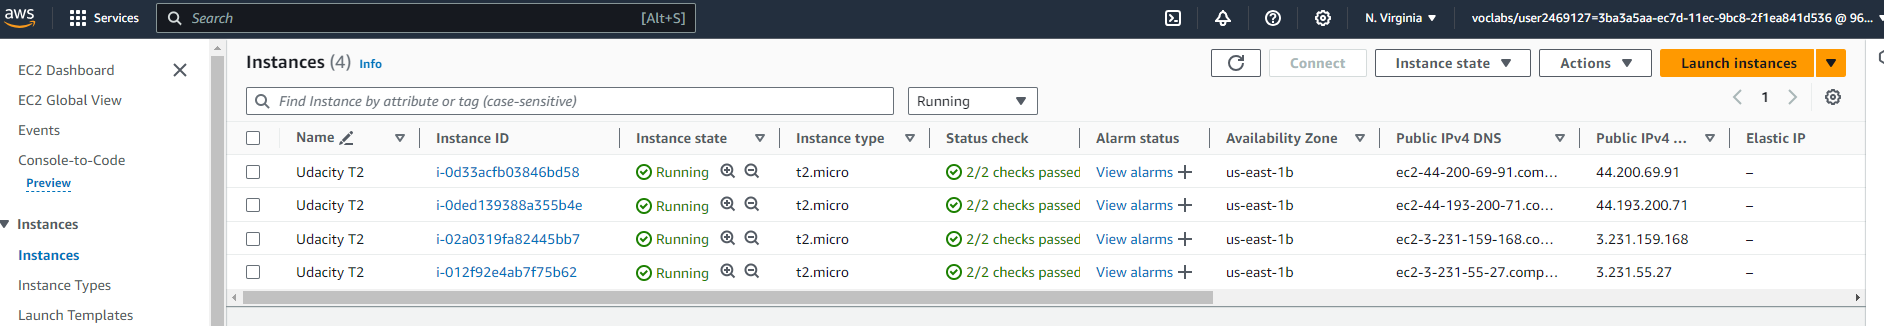 aws Services Search [Alt+S] N. Virginia voclabs/user2469127=3ba3a5aa-ec7d-11ec-9bc8-2f1ea841d536 @ 96...
EC2 Dashboard
EC2 Global View
Events
Console-to-Code
Preview
Instances
Instances
Instance Types
Launch Templates
Instances (4) Info Connect Instance state Actions Launch instances
Find Instance by attribute or tag (case-sensitive) Running 1
Name Instance ID Instance state Instance type Status check Alarm status Availability Zone Public IPv4 DNS Public IPv4 ... Elastic IP
Udacity T2 i-0d33acfb03846bd58 Running t2.micro 2/2 checks passed View alarms + us-east-1b ec2-44-200-69-91.com... 44.200.69.91 –
Udacity T2 i-0ded139388a355b4e Running t2.micro 2/2 checks passed View alarms + us-east-1b ec2-44-193-200-71.co... 44.193.200.71 –
Udacity T2 i-02a0319fa82445bb7 Running t2.micro 2/2 checks passed View alarms + us-east-1b ec2-3-231-159-168.co... 3.231.159.168 –
Udacity T2 i-012f92e4ab7f75b62 Running t2.micro 2/2 checks passed View alarms + us-east-1b ec2-3-231-55-27.comp... 3.231.55.27 –